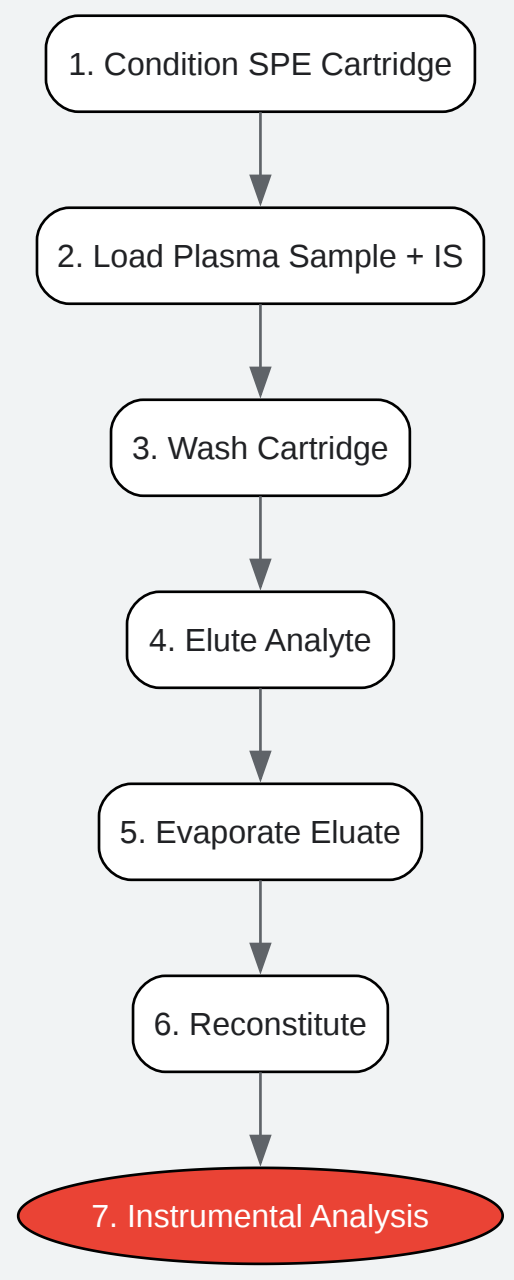 1. Condition SPE Cartridge
2. Load Plasma Sample + IS
3. Wash Cartridge
4. Elute Analyte
5. Evaporate Eluate
6. Reconstitute
7. Instrumental Analysis